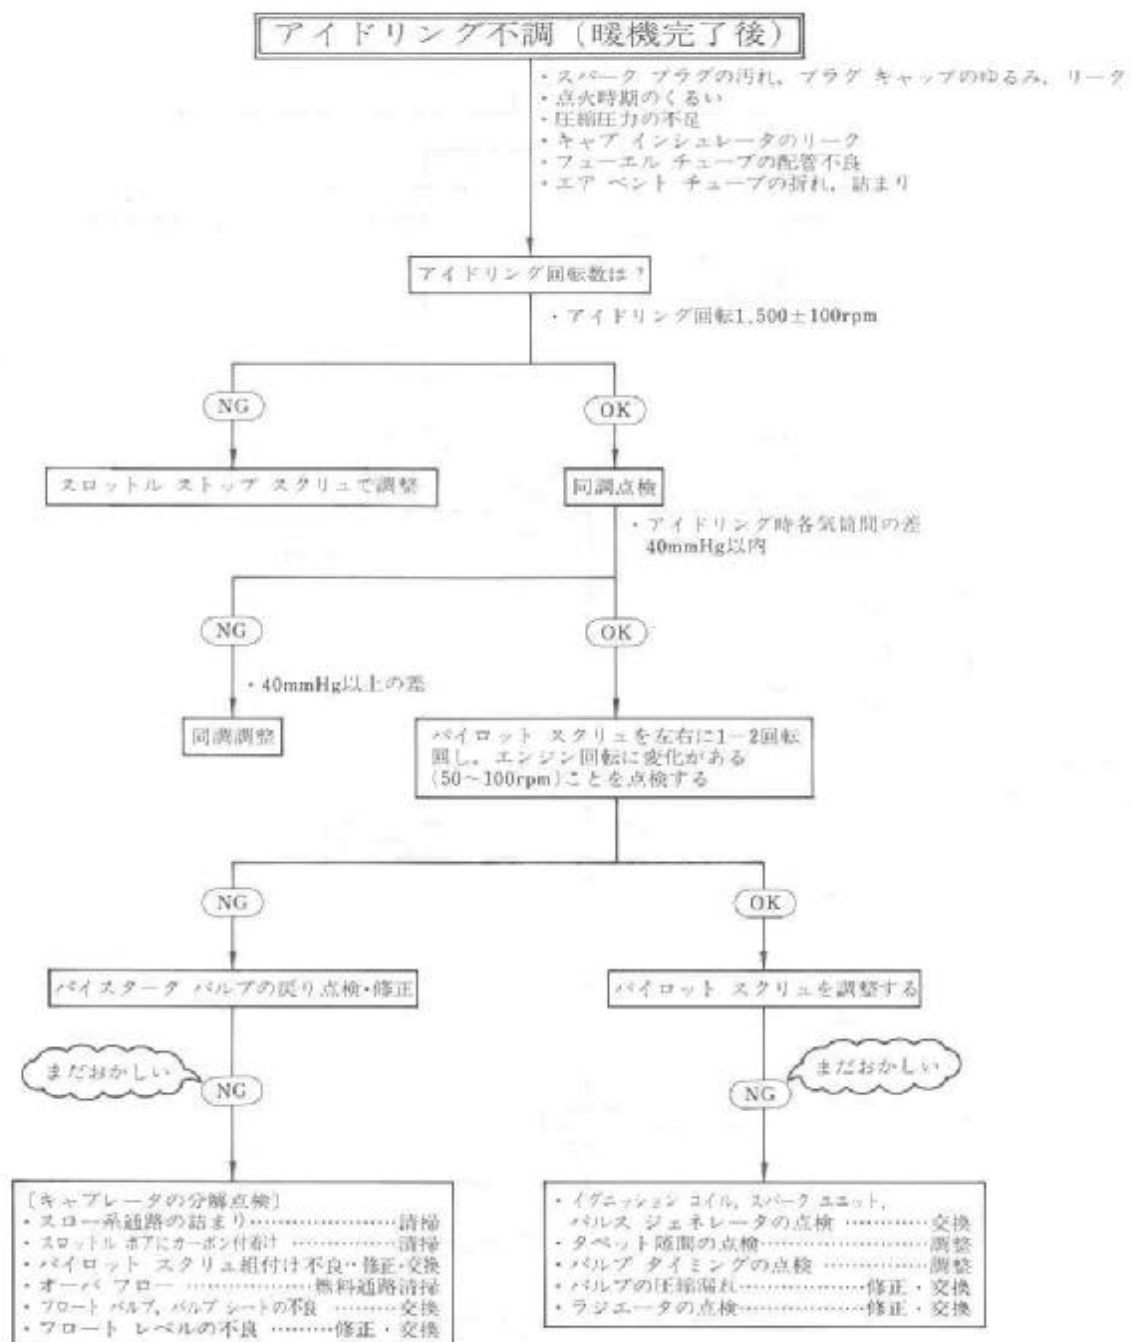 アイドリング不調(暖機完了後)
・スパーク プラグの汚れ, プラグ キャップのゆるみ, リーク
・点火時期のくるい
・圧縮圧力の不足
・キャブ インシュレータのリーク
・フューエル チューブの配管不良
・エア ベント チューブの折れ, 詰まり
アイドリング回転数は?
・アイドリング回転1,500±100rpm
NG
OK
スロットル ストップ スクリュで調整
同調点検
・アイドリング時各気筒間の差
40mmHg以内
NG
OK
・40mmHg以上の差
同調調整
パイロット スクリュを左右に1−2回転
回し, エンジン回転に変化がある
(50〜100rpm)ことを点検する
NG
OK
バイスタータ バルブの戻り点検・修正
パイロット スクリュを調整する
まだおかしい
NG
まだおかしい
NG
〔キャブレータの分解点検〕
・スロー系通路の詰まり……………………清掃
・スロットル ボアにカーボン付着け………………清掃
・パイロット スクリュ組付け不良‥修正・交換
・オーバ フロー………………燃料通路清掃
・フロート バルブ, バルブ シートの不良…………交換
・フロート レベルの不良…………修正・交換
・イグニッション コイル, スパーク ユニット,
パルス ジェネレータの点検…………交換
・タペット隙間の点検……………………調整
・バルブ タイミングの点検……………調整
・バルブの圧縮漏れ………………修正・交換
・ラジエータの点検………………修正・交換